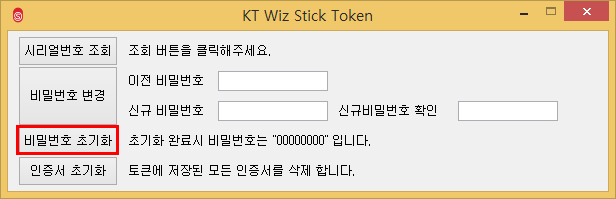 KT Wiz Stick Token
시리얼번호 조회 조회 버튼을 클릭해주세요.
비밀번호 변경 이전 비밀번호
신규 비밀번호 신규비밀번호 확인
비밀번호 초기화 초기화 완료시 비밀번호는 "00000000" 입니다.
인증서 초기화 토큰에 저장된 모든 인증서를 삭제 합니다.